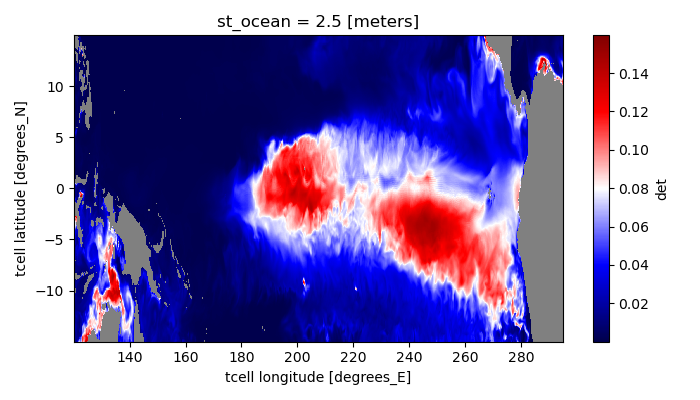 st_ocean = 2.5 [meters]
tcell latitude [degrees_N]
10
5
0
−5
−10
140 160 180 200 220 240 260 280
tcell longitude [degrees_E]
0.14
0.12
0.10
0.08
0.06
0.04
0.02
det